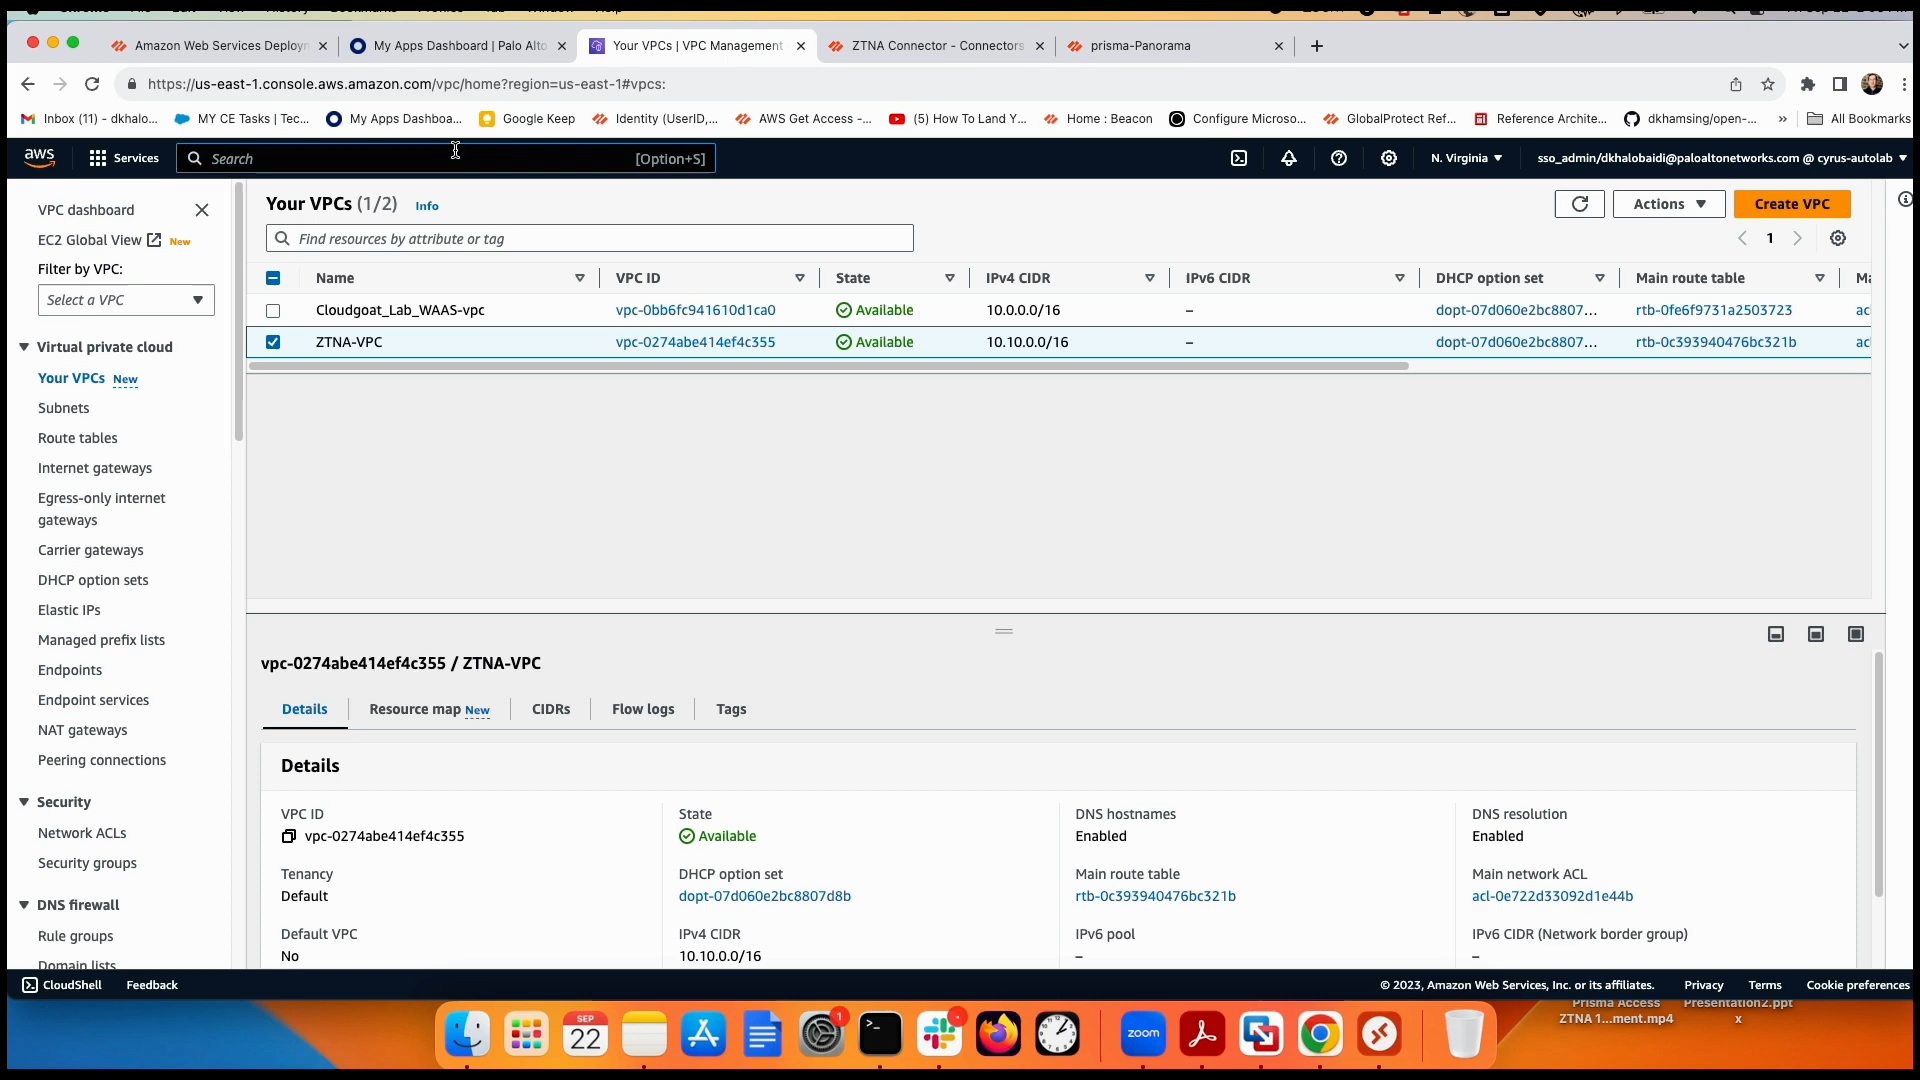 Amazon Web Services Deploym
My Apps Dashboard | Palo Alto
Your VPCs | VPC Management
ZTNA Connector - Connectors
prisma-Panorama
https://us-east-1.console.aws.amazon.com/vpc/home?region=us-east-1#vpcs:
Inbox (11) - dkhalo...
MY CE Tasks | Tec...
My Apps Dashboa...
Google Keep
Identity (UserID,...
AWS Get Access -...
(5) How To Land Y...
Home : Beacon
Configure Microso...
GlobalProtect Ref...
Reference Archite...
dkhamsing/open-...
»
All Bookmarks
aws
Services
Search
[Option+S]
N. Virginia
sso_admin/dkhalobaidi@paloaltonetworks.com @ cyrus-autolab
VPC dashboard
EC2 Global View
New
Filter by VPC:
Select a VPC
Virtual private cloud
Your VPCs New
Subnets
Route tables
Internet gateways
Egress-only internet
gateways
Carrier gateways
DHCP option sets
Elastic IPs
Managed prefix lists
Endpoints
Endpoint services
NAT gateways
Peering connections
Security
Network ACLs
Security groups
DNS firewall
Rule groups
Domain lists
Your VPCs (1/2) Info
Actions
Create VPC
Find resources by attribute or tag
1
Name
VPC ID
State
IPv4 CIDR
IPv6 CIDR
DHCP option set
Main route table
Ma
Cloudgoat_Lab_WAAS-vpc
vpc-0bb6fc941610d1ca0
Available
10.0.0.0/16
–
dopt-07d060e2bc8807...
rtb-0fe6f9731a2503723
acl
ZTNA-VPC
vpc-0274abe414ef4c355
Available
10.10.0.0/16
–
dopt-07d060e2bc8807...
rtb-0c393940476bc321b
acl
vpc-0274abe414ef4c355 / ZTNA-VPC
Details
Resource map New
CIDRs
Flow logs
Tags
Details
VPC ID
vpc-0274abe414ef4c355
State
Available
DNS hostnames
Enabled
DNS resolution
Enabled
Tenancy
Default
DHCP option set
dopt-07d060e2bc8807d8b
Main route table
rtb-0c393940476bc321b
Main network ACL
acl-0e722d33092d1e44b
Default VPC
No
IPv4 CIDR
10.10.0.0/16
IPv6 pool
–
IPv6 CIDR (Network border group)
–
CloudShell
Feedback
© 2023, Amazon Web Services, Inc. or its affiliates.
Privacy
Terms
Cookie preferences
Prisma Access
ZTNA 1...ment.mp4
Presentation2.ppt
x
SEP
22
1
zoom